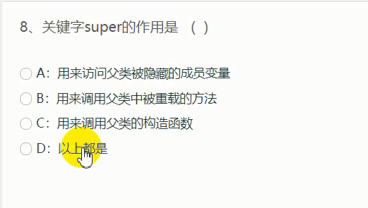 8、关键字super的作用是 （ ）
A：用来访问父类被隐藏的成员变量
B：用来调用父类中被重载的方法
C：用来调用父类的构造函数
D：以上都是